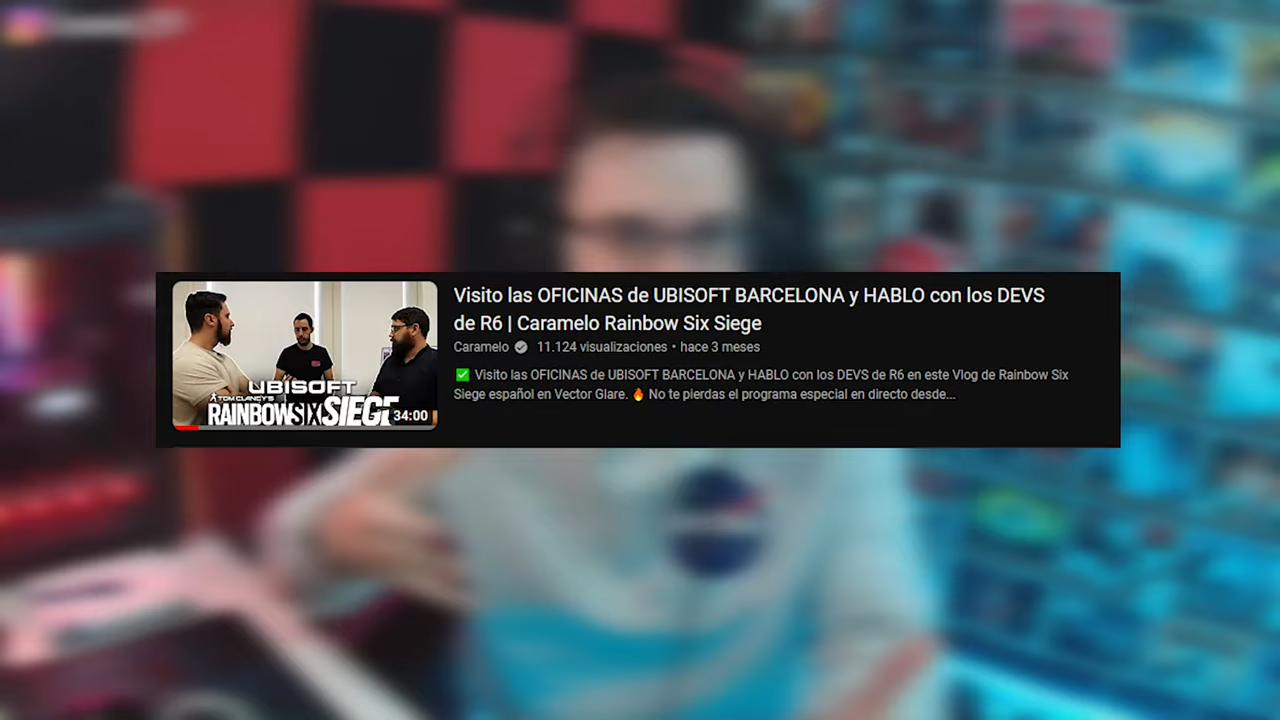 Visito las OFICINAS de UBISOFT BARCELONA y HABLO con los DEVS
de R6 | Caramelo Rainbow Six Siege
Caramelo 11.124 visualizaciones • hace 3 meses
✅ Visito las OFICINAS de UBISOFT BARCELONA y HABLO con los DEVS de R6 en este Vlog de Rainbow Six
Siege español en Vector Glare. 🔥 No te pierdas el programa especial en directo desde...
UBISOFT
TOM CLANCY'S
RAINBOWSIX SIEGE
34:00